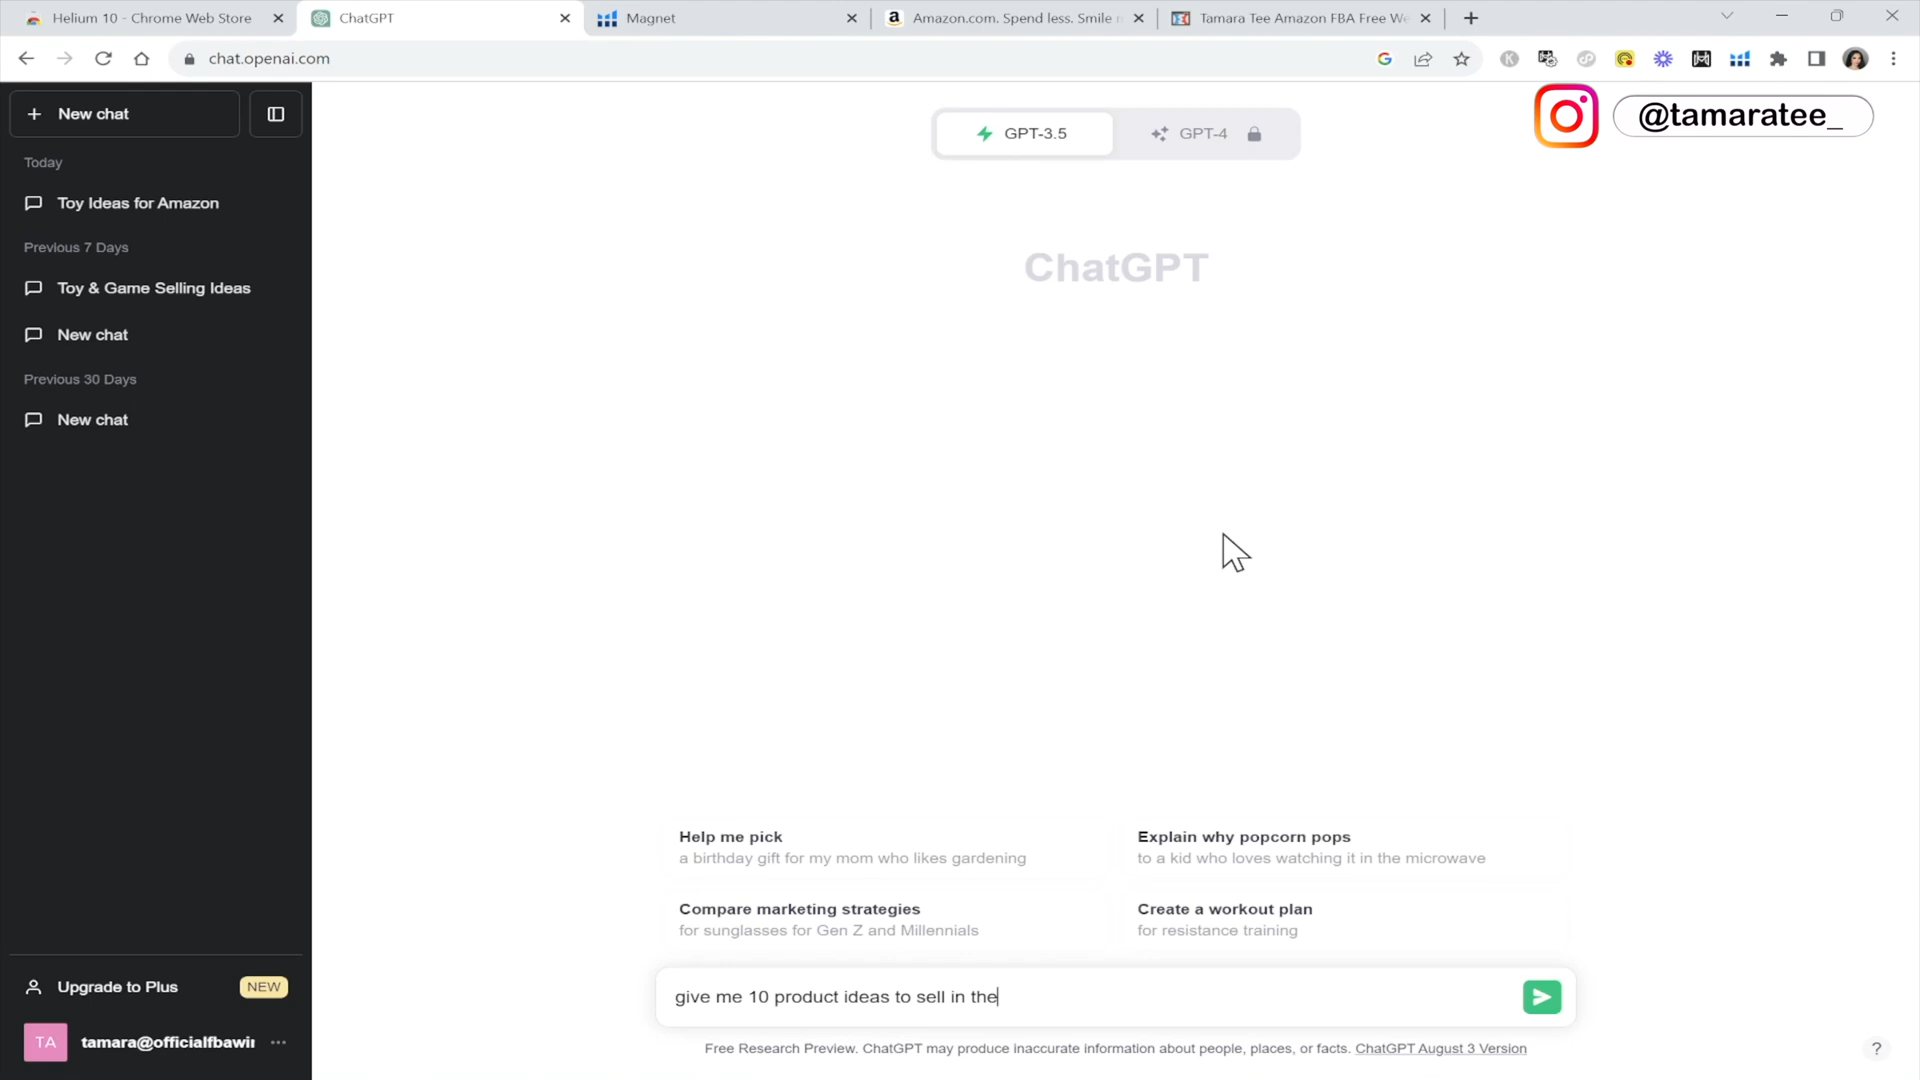 Helium 10 - Chrome Web Store
ChatGPT
Magnet
Amazon.com. Spend less. Smile
Tamara Tee Amazon FBA Free We
chat.openai.com
New chat
Today
Toy Ideas for Amazon
Previous 7 Days
Toy & Game Selling Ideas
New chat
Previous 30 Days
New chat
Upgrade to Plus
NEW
TA
tamara@officialfbawin
GPT-3.5
GPT-4
@tamaratee_
ChatGPT
Help me pick
a birthday gift for my mom who likes gardening
Explain why popcorn pops
to a kid who loves watching it in the microwave
Compare marketing strategies
for sunglasses for Gen Z and Millennials
Create a workout plan
for resistance training
give me 10 product ideas to sell in the
Free Research Preview. ChatGPT may produce inaccurate information about people, places, or facts. ChatGPT August 3 Version
?